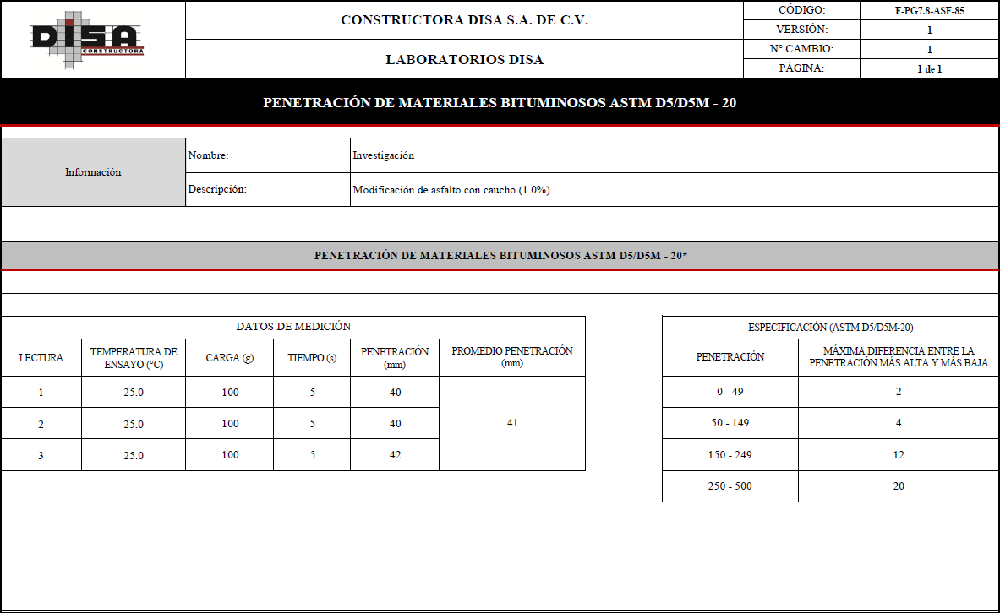 DISA
CONSTRUCTORA
CONSTRUCTORA DISA S.A. DE C.V.
LABORATORIOS DISA
CÓDIGO: F-PG7.8-ASF-85
VERSIÓN: 1
N° CAMBIO: 1
PÁGINA: 1 de 1
PENETRACIÓN DE MATERIALES BITUMINOSOS ASTM D5/D5M - 20
Información
Nombre: Investigación
Descripción: Modificación de asfalto con caucho (1.0%)
PENETRACIÓN DE MATERIALES BITUMINOSOS ASTM D5/D5M - 20*
DATOS DE MEDICIÓN
LECTURA
TEMPERATURA DE
ENSAYO (°C)
CARGA (g)
TIEMPO (s)
PENETRACIÓN
(mm)
PROMEDIO PENETRACIÓN
(mm)
1 25.0 100 5 40
2 25.0 100 5 40 41
3 25.0 100 5 42
ESPECIFICACIÓN (ASTM D5/D5M-20)
PENETRACIÓN
MÁXIMA DIFERENCIA ENTRE LA
PENETRACIÓN MÁS ALTA Y MÁS BAJA
0 - 49 2
50 - 149 4
150 - 249 12
250 - 500 20